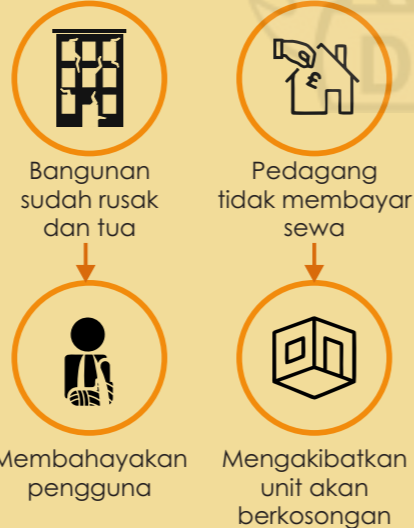 Bangunan
sudah rusak
dan tua
Pedagang
tidak membayar
sewa
Membahayakan
pengguna
Mengakibatkan
unit akan
berkosongan